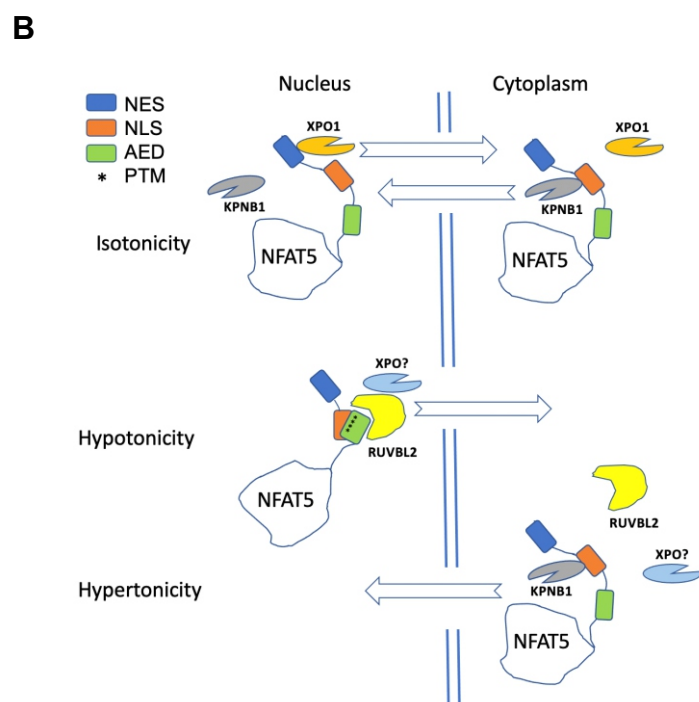 B
Nucleus Cytoplasm
NES
NLS
AED
* PTM
XPO1
XPO1
KPNB1
KPNB1
Isotonicity
NFAT5
NFAT5
XPO?
Hypotonicity
RUVBL2
NFAT5
RUVBL2
XPO?
Hypertonicity
KPNB1
NFAT5